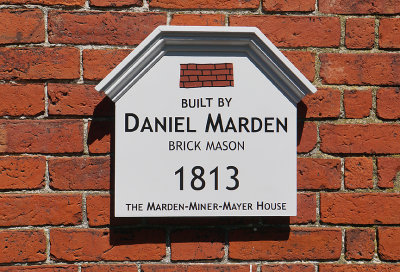 BUILT BY
DANIEL MARDEN
BRICK MASON
1813
THE MARDEN-MINER-MAYER HOUSE